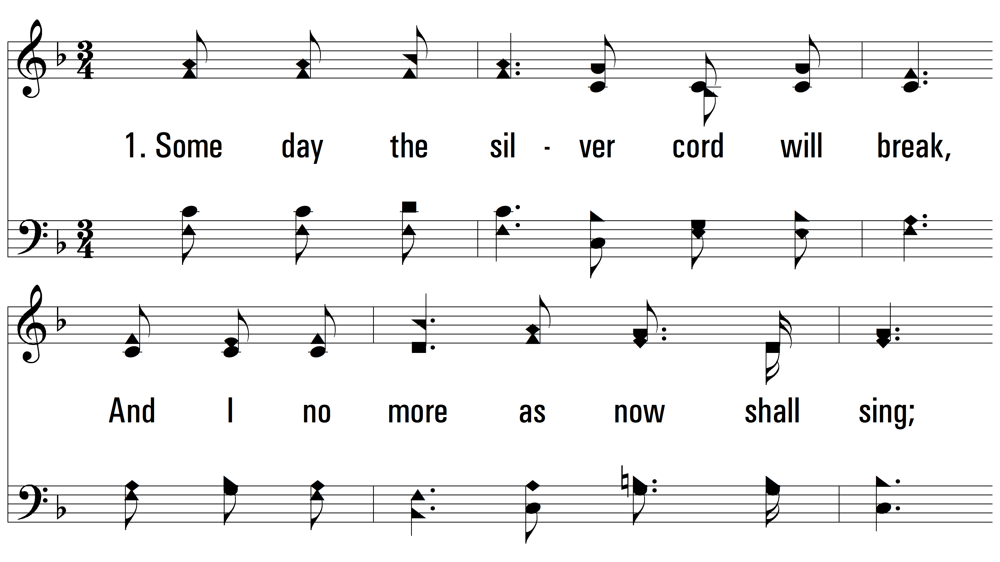 1. Some day the sil - ver cord will break,
And I no more as now shall sing;